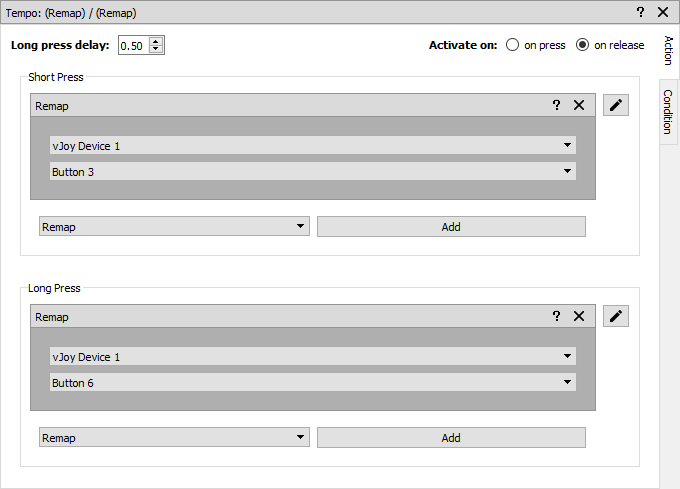 Tempo: (Remap) / (Remap) ?
Long press delay: 0.50 Activate on: on press on release
Action
Condition
Short Press
Remap ?
vJoy Device 1
Button 3
Remap Add
Long Press
Remap ?
vJoy Device 1
Button 6
Remap Add